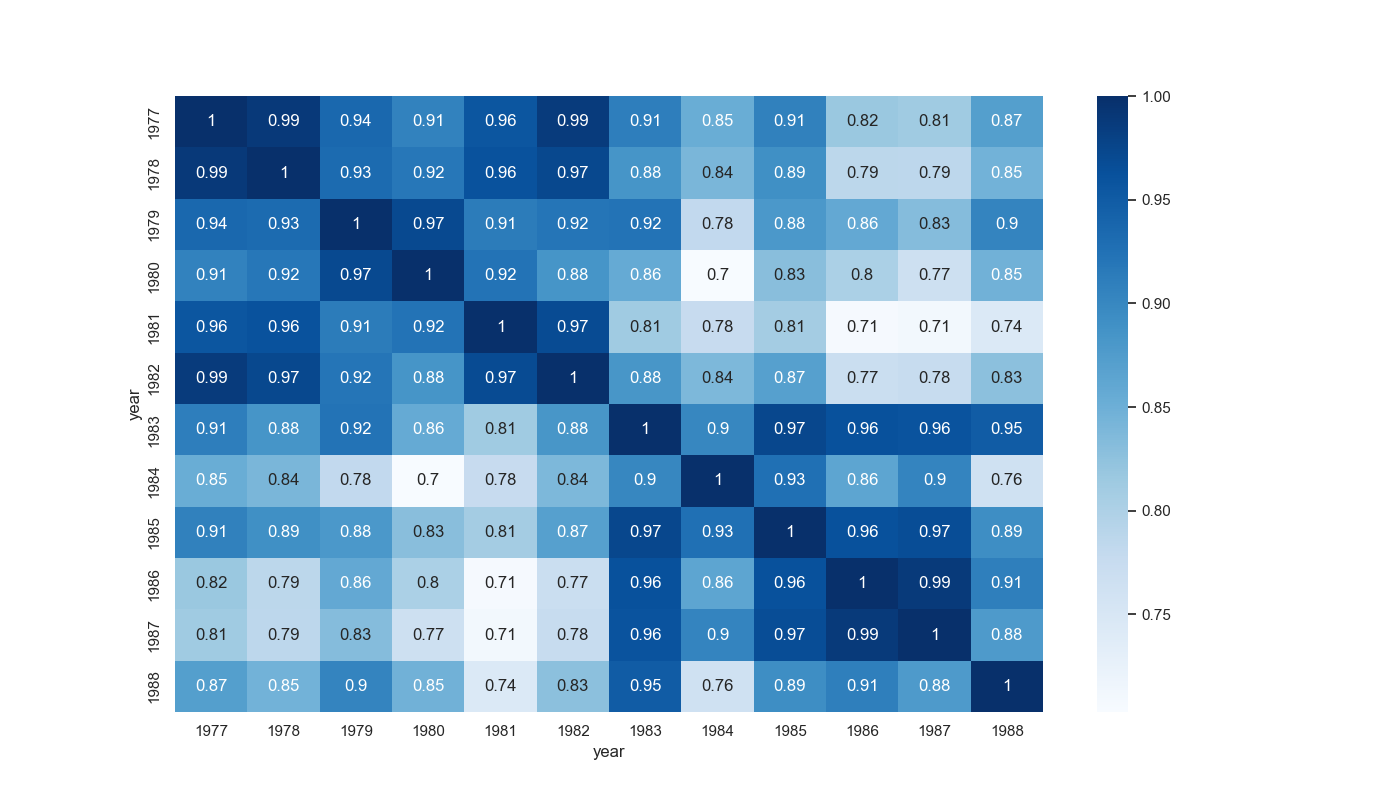 1977 1 0.99 0.94 0.91 0.96 0.99 0.91 0.85 0.91 0.82 0.81 0.87
1978 0.99 1 0.93 0.92 0.96 0.97 0.88 0.84 0.89 0.79 0.79 0.85
1979 0.94 0.93 1 0.97 0.91 0.92 0.92 0.78 0.88 0.86 0.83 0.9
1980 0.91 0.92 0.97 1 0.92 0.88 0.86 0.7 0.83 0.8 0.77 0.85
1981 0.96 0.96 0.91 0.92 1 0.97 0.81 0.78 0.81 0.71 0.71 0.74
1982 0.99 0.97 0.92 0.88 0.97 1 0.88 0.84 0.87 0.77 0.78 0.83
1983 0.91 0.88 0.92 0.86 0.81 0.88 1 0.9 0.97 0.96 0.96 0.95
1984 0.85 0.84 0.78 0.7 0.78 0.84 0.9 1 0.93 0.86 0.9 0.76
1985 0.91 0.89 0.88 0.83 0.81 0.87 0.97 0.93 1 0.96 0.97 0.89
1986 0.82 0.79 0.86 0.8 0.71 0.77 0.96 0.86 0.96 1 0.99 0.91
1987 0.81 0.79 0.83 0.77 0.71 0.78 0.96 0.9 0.97 0.99 1 0.88
1988 0.87 0.85 0.9 0.85 0.74 0.83 0.95 0.76 0.89 0.91 0.88 1
year
1977 1978 1979 1980 1981 1982 1983 1984 1985 1986 1987 1988
year
1.00
0.95
0.90
0.85
0.80
0.75